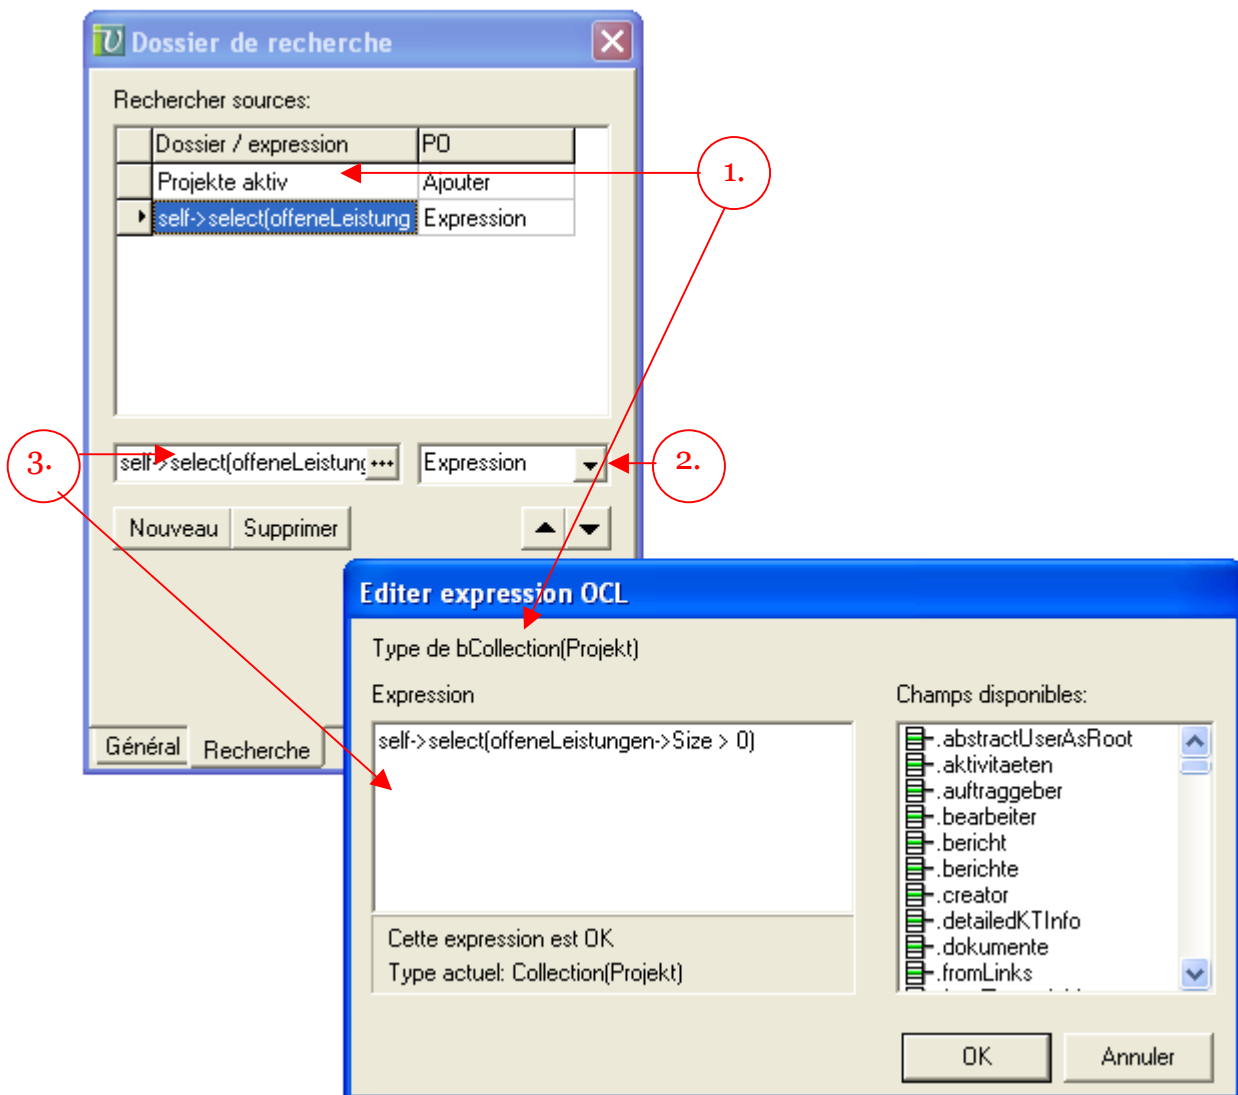 Dossier de recherche
Rechercher sources:
Dossier / expression PO
Projekte aktiv Ajouter
self->select(offeneLeistung Expression
1.
self->select(offeneLeistung Expression
2.
3.
Nouveau Supprimer
Général Recherche
Editer expression OCL
Type de bCollection(Projekt)
Expression
self->select(offeneLeistungen->Size > 0)
Cette expression est OK
Type actuel: Collection(Projekt)
Champs disponibles:
.abstractUserAsRoot
.aktivitaeten
.auftraggeber
.bearbeiter
.bericht
.berichte
.creator
.detailedKTInfo
.dokumente
.fromLinks
OK Annuler